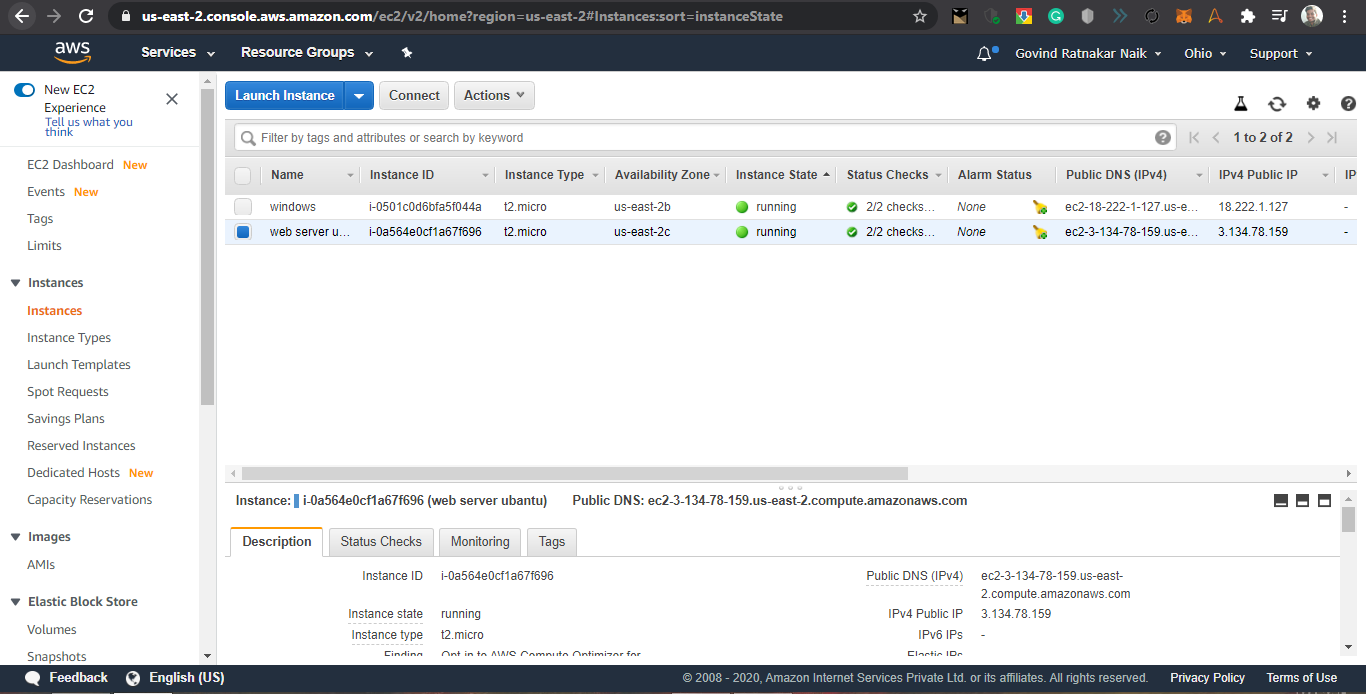 us-east-2.console.aws.amazon.com/ec2/v2/home?region=us-east-2#Instances:sort=instanceState
aws
Services
Resource Groups
Govind Ratnakar Naik
Ohio
Support
New EC2
Experience
Tell us what you
think
EC2 Dashboard New
Events New
Tags
Limits
Instances
Instances
Instance Types
Launch Templates
Spot Requests
Savings Plans
Reserved Instances
Dedicated Hosts New
Capacity Reservations
Images
AMIs
Elastic Block Store
Volumes
Snapshots
Launch Instance
Connect
Actions
Filter by tags and attributes or search by keyword
1 to 2 of 2
Name Instance ID Instance Type Availability Zone Instance State Status Checks Alarm Status Public DNS (IPv4) IPv4 Public IP IP
windows i-0501c0d6bfa5f044a t2.micro us-east-2b running 2/2 checks... None ec2-18-222-1-127.us-e... 18.222.1.127 -
web server u... i-0a564e0cf1a67f696 t2.micro us-east-2c running 2/2 checks... None ec2-3-134-78-159.us-e... 3.134.78.159 -
Instance: i-0a564e0cf1a67f696 (web server ubantu) Public DNS: ec2-3-134-78-159.us-east-2.compute.amazonaws.com
Description
Status Checks
Monitoring
Tags
Instance ID i-0a564e0cf1a67f696
Instance state running
Instance type t2.micro
Finding Opt-in to AWS Compute Optimizer for
Public DNS (IPv4) ec2-3-134-78-159.us-east-
2.compute.amazonaws.com
IPv4 Public IP 3.134.78.159
IPv6 IPs -
Elastic IPs
Feedback
English (US)
© 2008 - 2020, Amazon Internet Services Private Ltd. or its affiliates. All rights reserved.
Privacy Policy
Terms of Use